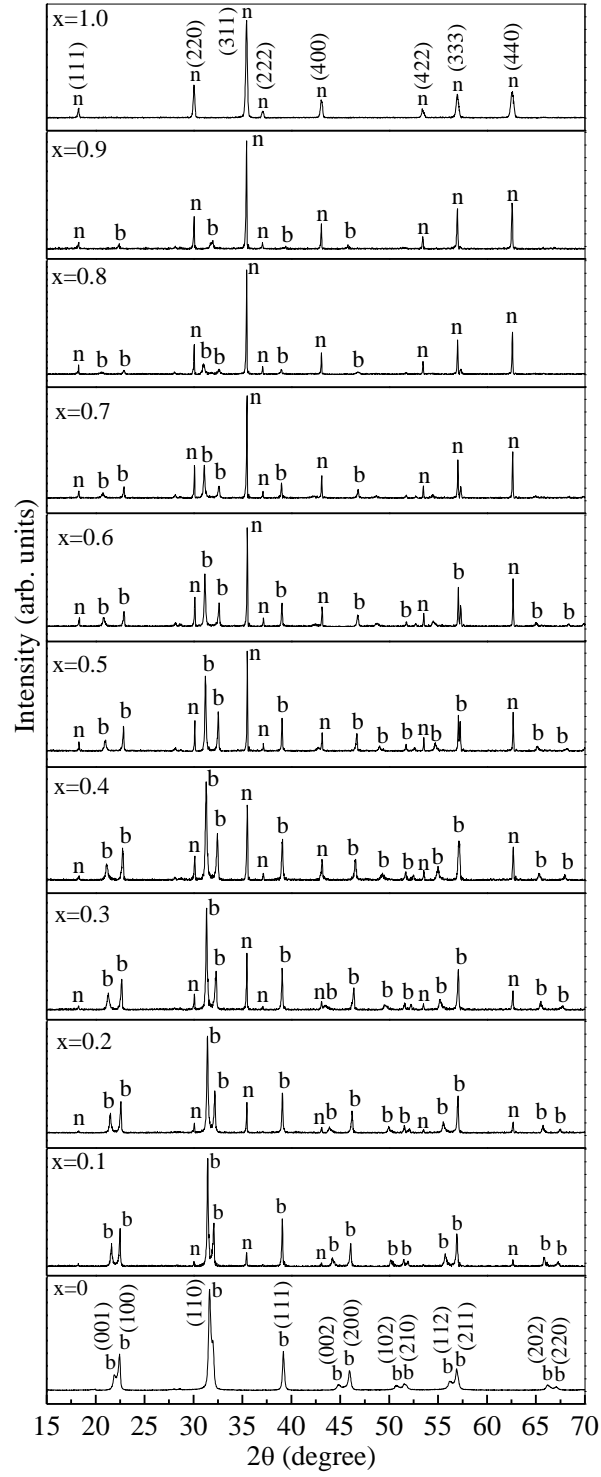 x=1.0
(111) (220) (311) (222) (400) (422) (333) (440)
n n n n n n n n
x=0.9
n b n b n n b n b n n n
x=0.8
n b b n b b n n b n b n n n
x=0.7
n b b n b b n n b n b n n n
x=0.6
n b b n b b n n b n b b n b n b b
x=0.5
n b b n b b n n b n b b b n b b n b b
x=0.4
n b b n b b n n b n b b b n b b n b b
x=0.3
n b b n b b n n b n b b b b n b b n b b
x=0.2
n b b n b b n n b n b b b b n b b n b b
x=0.1
b b n b b n b n b b b b b b n b b
x=0
(001) (100) (110) (111) (002) (200) (102) (210) (112) (211) (202) (220)
b b b b b b b b b b b b
15 20 25 30 35 40 45 50 55 60 65 70
2θ (degree)
Intensity (arb. units)